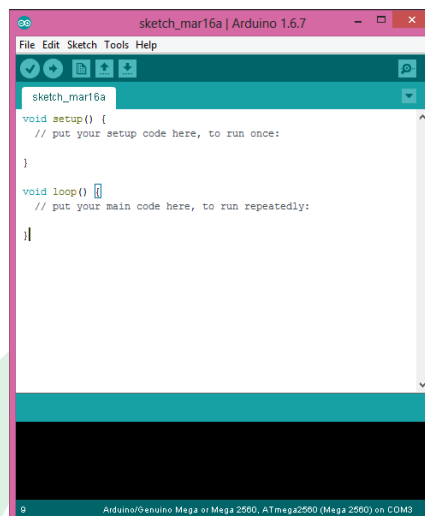 sketch_mar16a | Arduino 1.6.7
File Edit Sketch Tools Help
sketch_mar16a
void setup() {
// put your setup code here, to run once:
}
void loop() {
// put your main code here, to run repeatedly:
}
9 Arduino/Genuino Mega or Mega 2560, ATmega2560 (Mega 2560) on COM3